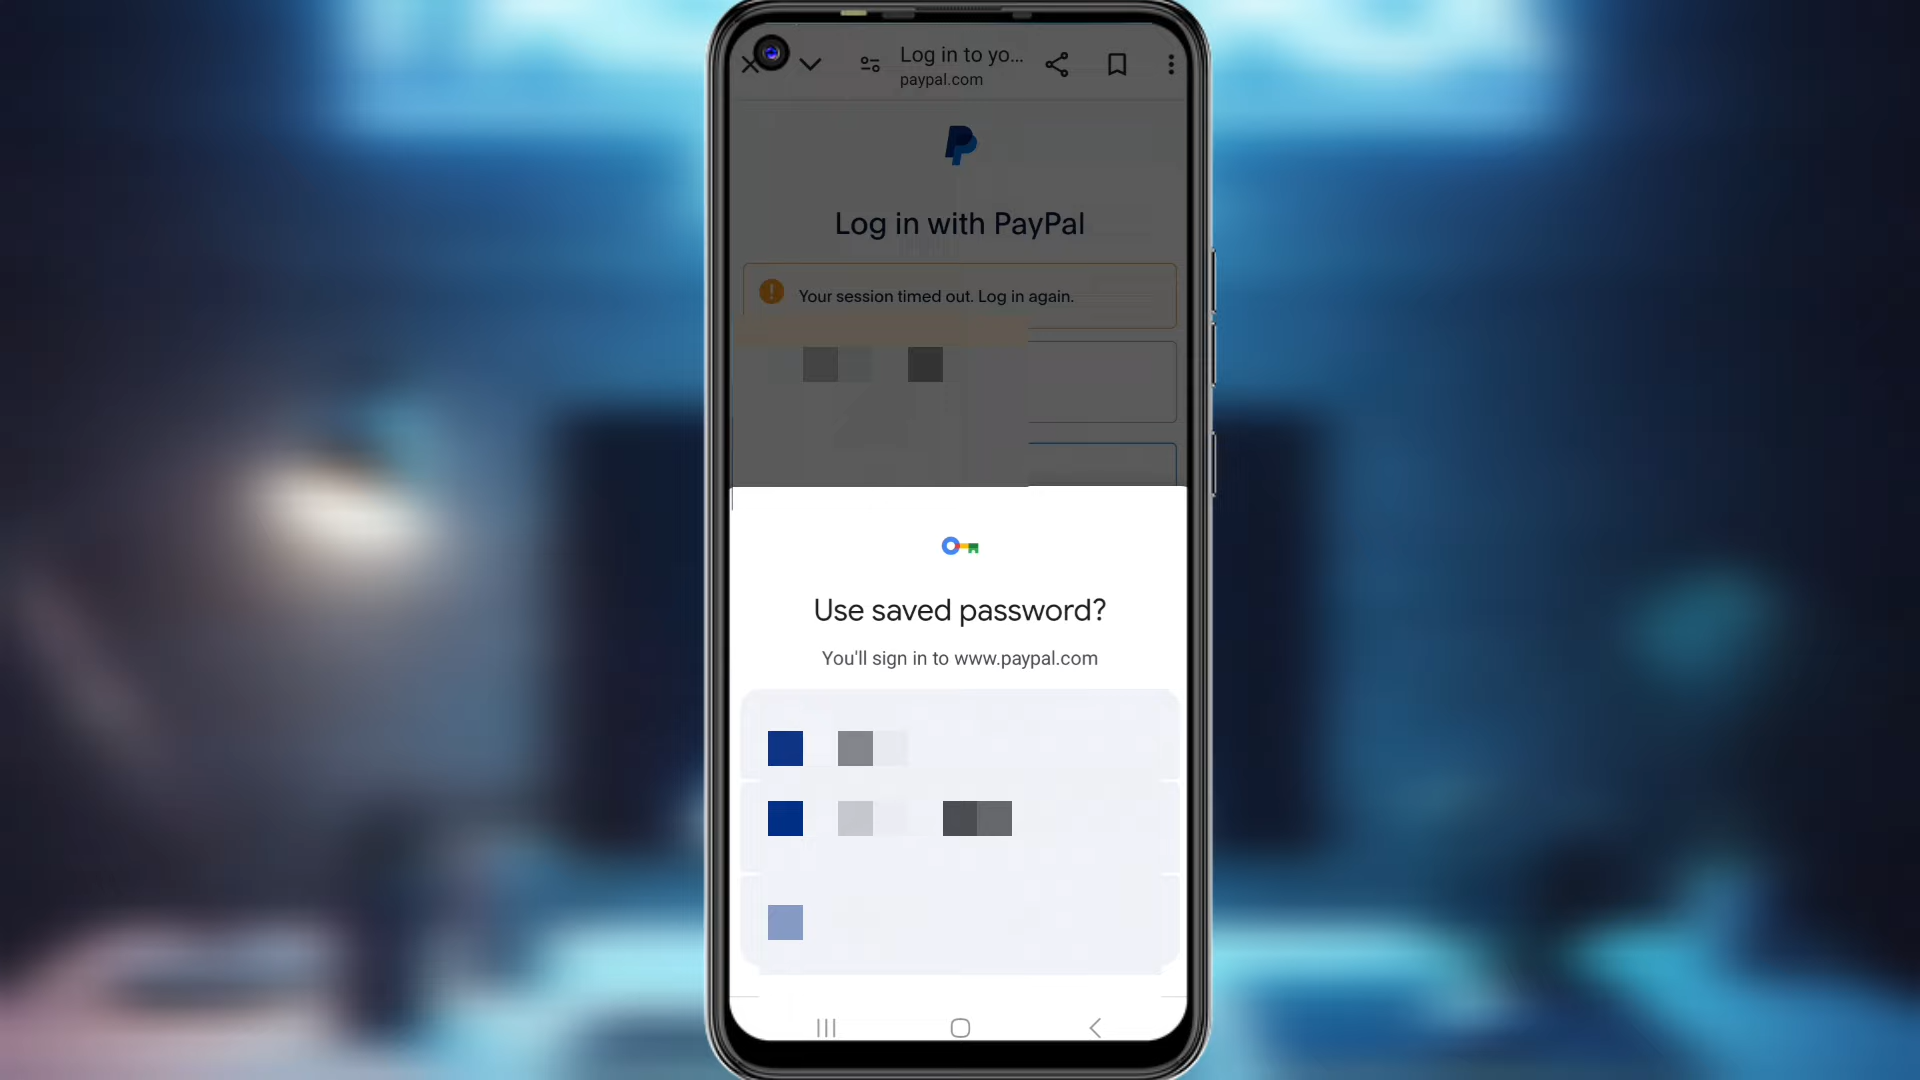 Log in to yo...
paypal.com
Log in with PayPal
Your session timed out. Log in again.
Use saved password?
You'll sign in to www.paypal.com